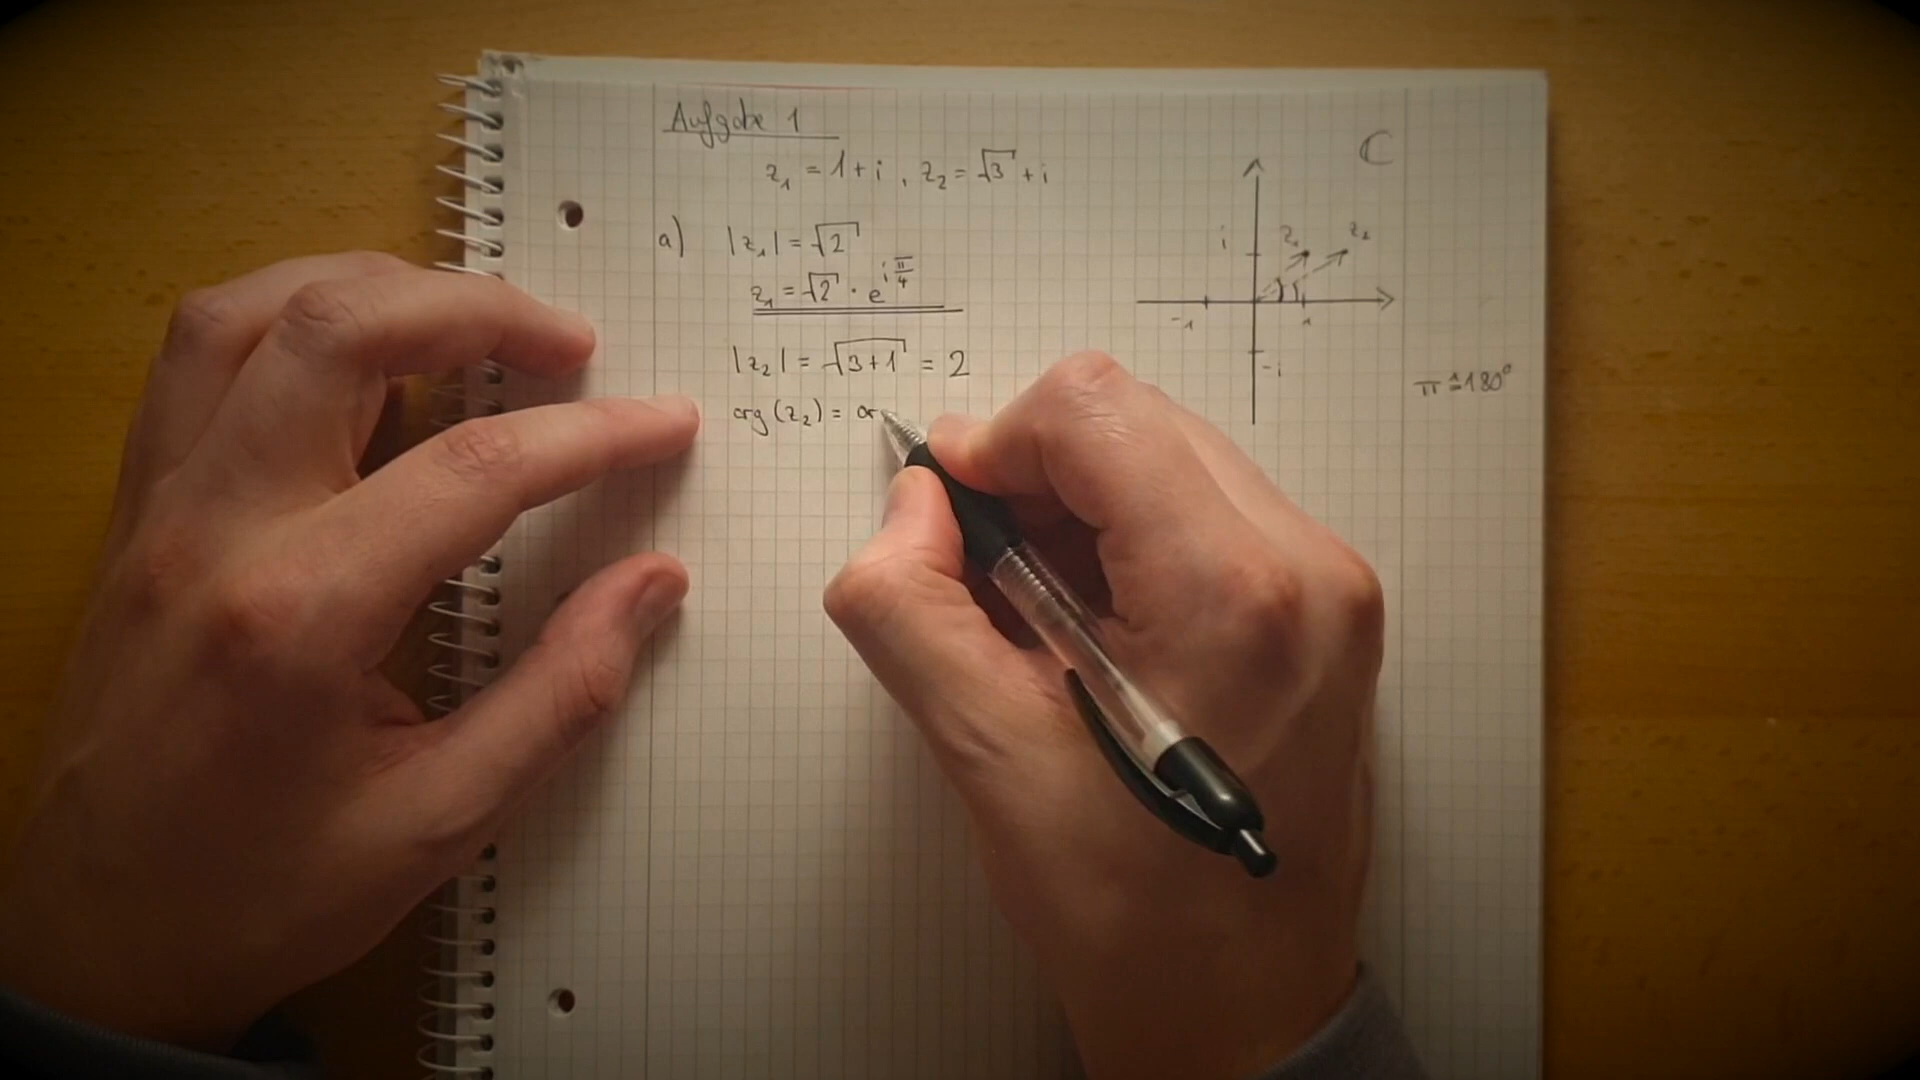 Aufgabe 1
z₁ = 1 + i , z₂ = √3 + i
a) |z₁| = √2
z₁ = √2 · e^(i π/4)
|z₂| = √(3+1) = 2
arg (z₂) = ar
C
i z₁ z₂
-1 1
-i
π ≙ 180°